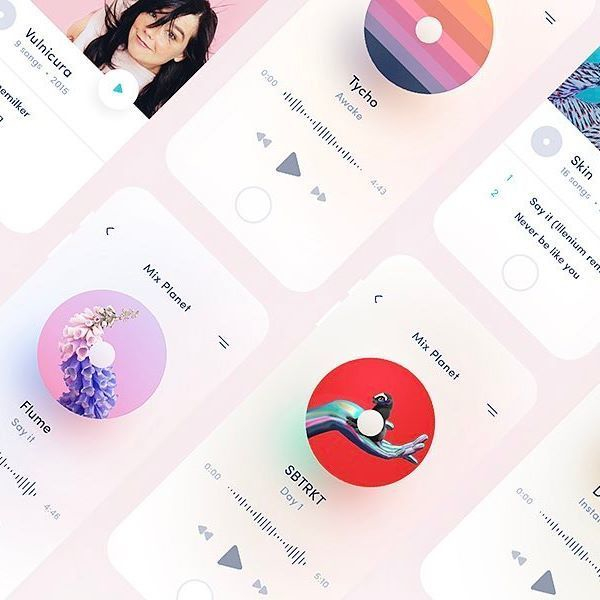 Vulnicura
9 songs • 2015
emilker
Tycho
Awake
0:00
4:43
Skin
16 songs
1
Say it (Illenium rem
2
Never be like you
Mix Planet
Flume
Say it
4:46
Mix Planet
SBTRKT
Day 1
0:00
5:10
D
Insta
0:00